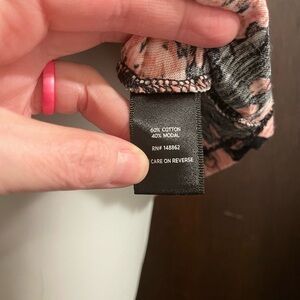 60% COTTON
40% MODAL
RN# 148862
CARE ON REVERSE